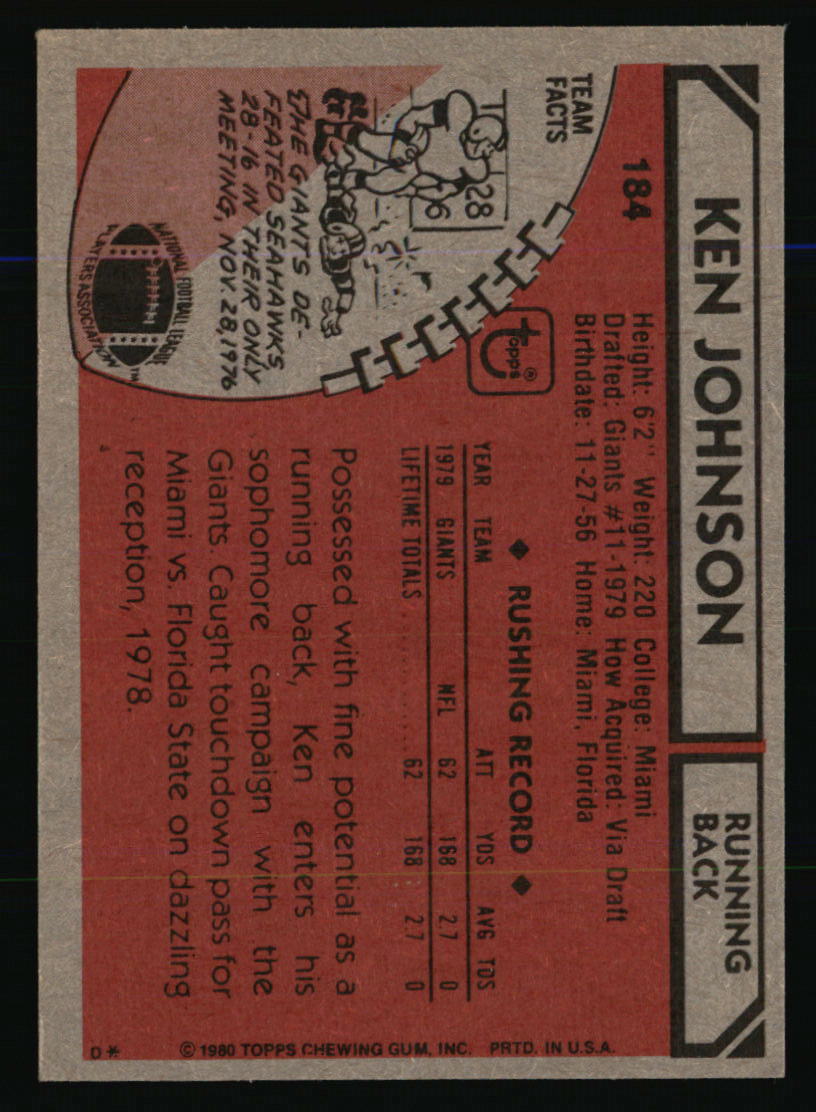 KEN JOHNSON
RUNNING
BACK
184
Height: 6'2" Weight: 220 College: Miami
Drafted: Giants #11-1979 How Acquired: Via Draft
Birthdate: 11-27-56 Home: Miami, Florida
TEAM
FACTS
28
6
THE GIANTS DE-
FEATED SEAHAWKS
28-16 IN THEIR ONLY
MEETING, NOV. 28, 1976
topps®
NATIONAL FOOTBALL LEAGUE
PLAYERS ASSOCIATION™
◆ RUSHING RECORD ◆
YEAR TEAM ATT YDS AVG TDS
1979 GIANTS NFL 62 168 2.7 0
LIFETIME TOTALS 62 168 2.7 0
Possessed with fine potential as a
running back, Ken enters his
sophomore campaign with the
Giants. Caught touchdown pass for
Miami vs. Florida State on dazzling
reception, 1978.
D* © 1980 TOPPS CHEWING GUM, INC. PRTD. IN U.S.A.